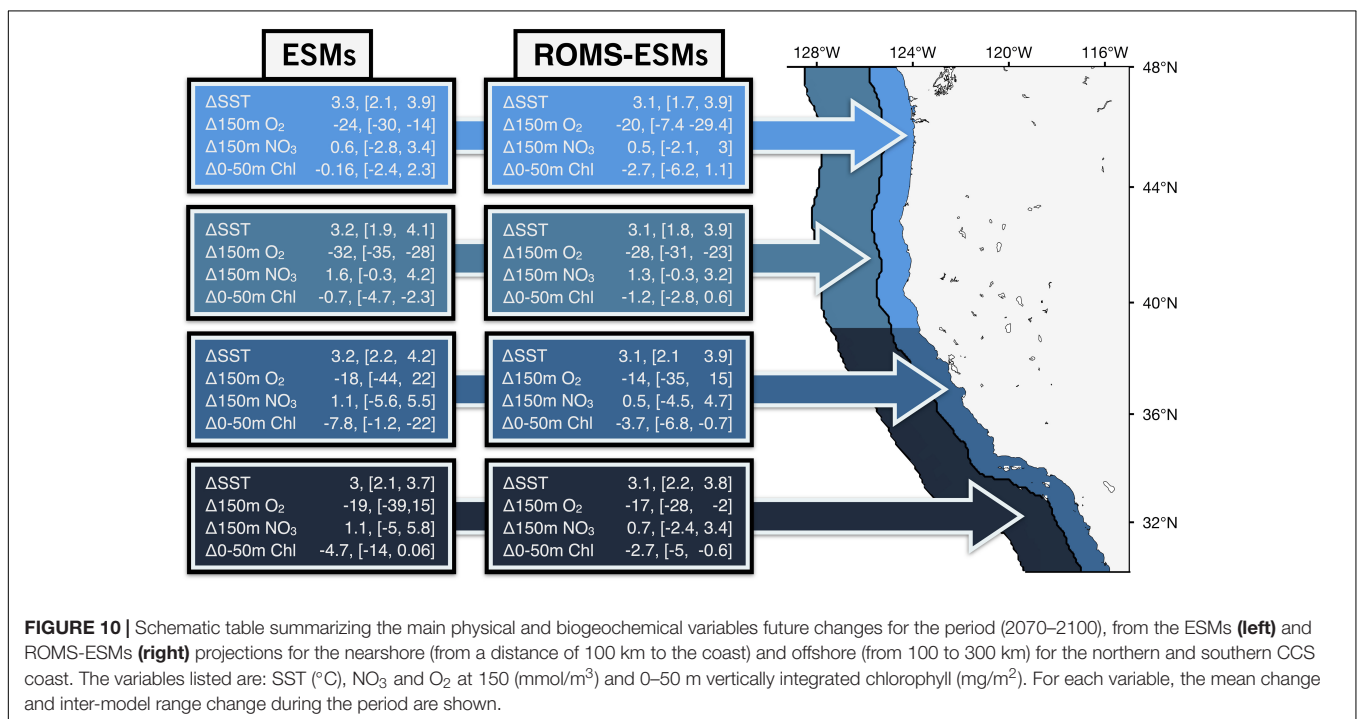 ESMs
ROMS-ESMs
128°W 124°W 120°W 116°W
48°N
44°N
40°N
36°N
32°N
ΔSST 3.3, [2.1, 3.9]
Δ150m O₂ -24, [-30, -14]
Δ150m NO₃ 0.6, [-2.8, 3.4]
Δ0-50m Chl -0.16, [-2.4, 2.3]
ΔSST 3.1, [1.7, 3.9]
Δ150m O₂ -20, [-7.4 -29.4]
Δ150m NO₃ 0.5, [-2.1, 3]
Δ0-50m Chl -2.7, [-6.2, 1.1]
ΔSST 3.2, [1.9, 4.1]
Δ150m O₂ -32, [-35, -28]
Δ150m NO₃ 1.6, [-0.3, 4.2]
Δ0-50m Chl -0.7, [-4.7, -2.3]
ΔSST 3.1, [1.8, 3.9]
Δ150m O₂ -28, [-31, -23]
Δ150m NO₃ 1.3, [-0.3, 3.2]
Δ0-50m Chl -1.2, [-2.8, 0.6]
ΔSST 3.2, [2.2, 4.2]
Δ150m O₂ -18, [-44, 22]
Δ150m NO₃ 1.1, [-5.6, 5.5]
Δ0-50m Chl -7.8, [-1.2, -22]
ΔSST 3.1, [2.1 3.9]
Δ150m O₂ -14, [-35, 15]
Δ150m NO₃ 0.5, [-4.5, 4.7]
Δ0-50m Chl -3.7, [-6.8, -0.7]
ΔSST 3, [2.1, 3.7]
Δ150m O₂ -19, [-39,15]
Δ150m NO₃ 1.1, [-5, 5.8]
Δ0-50m Chl -4.7, [-14, 0.06]
ΔSST 3.1, [2.2, 3.8]
Δ150m O₂ -17, [-28, -2]
Δ150m NO₃ 0.7, [-2.4, 3.4]
Δ0-50m Chl -2.7, [-5, -0.6]
FIGURE 10 | Schematic table summarizing the main physical and biogeochemical variables future changes for the period (2070–2100), from the ESMs (left) and
ROMS-ESMs (right) projections for the nearshore (from a distance of 100 km to the coast) and offshore (from 100 to 300 km) for the northern and southern CCS
coast. The variables listed are: SST (°C), NO₃ and O₂ at 150 (mmol/m³) and 0–50 m vertically integrated chlorophyll (mg/m²). For each variable, the mean change
and inter-model range change during the period are shown.